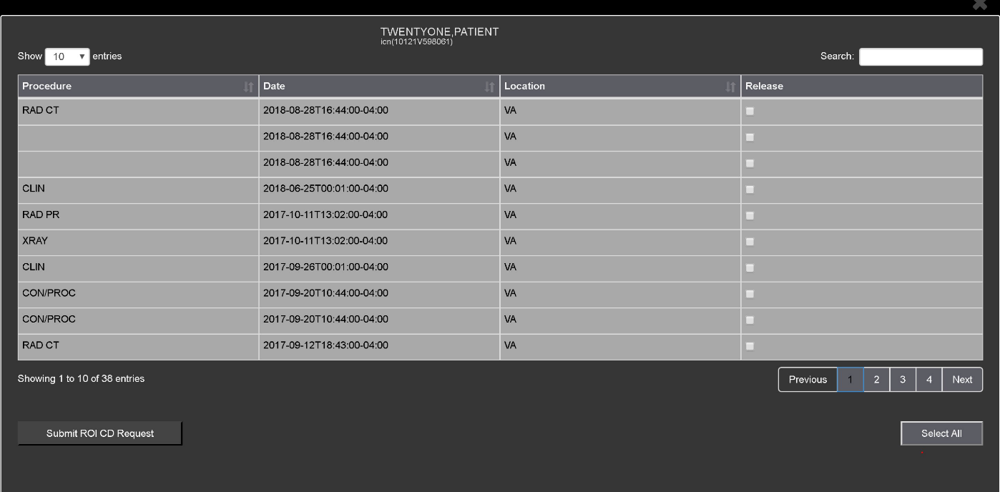 TWENTYONE,PATIENT
icn(10121V598061)
Show 10 entries Search:
Procedure Date Location Release
RAD CT 2018-08-28T16:44:00-04:00 VA
2018-08-28T16:44:00-04:00 VA
2018-08-28T16:44:00-04:00 VA
CLIN 2018-06-25T00:01:00-04:00 VA
RAD PR 2017-10-11T13:02:00-04:00 VA
XRAY 2017-10-11T13:02:00-04:00 VA
CLIN 2017-09-26T00:01:00-04:00 VA
CON/PROC 2017-09-20T10:44:00-04:00 VA
CON/PROC 2017-09-20T10:44:00-04:00 VA
RAD CT 2017-09-12T18:43:00-04:00 VA
Showing 1 to 10 of 38 entries Previous 1 2 3 4 Next
Submit ROI CD Request Select All